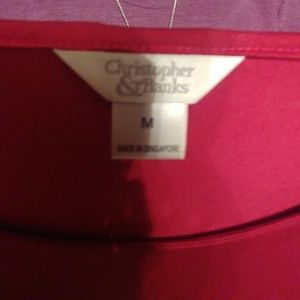 Christopher
& Banks
M
MADE IN SINGAPORE